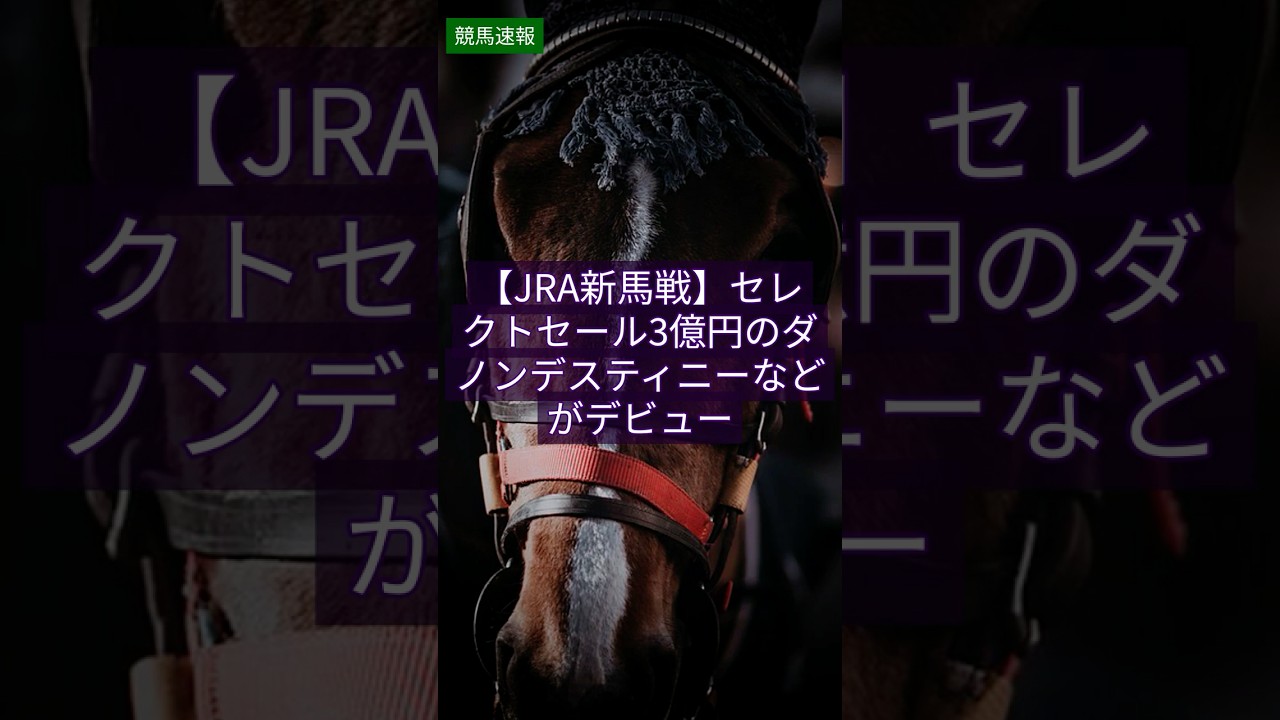 競馬速報
【JRA新馬戦】セレ
クトセール3億円のダ
ノンデスティニーなど
がデビュー